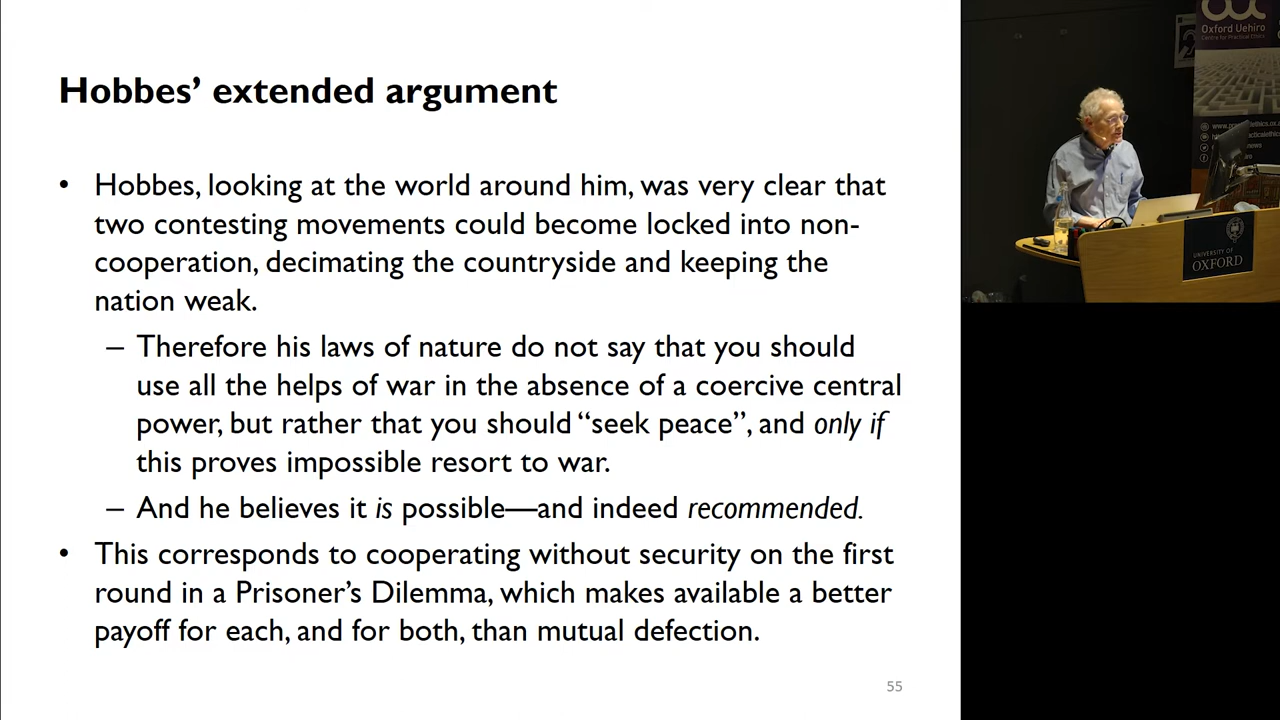 Hobbes’ extended argument
• Hobbes, looking at the world around him, was very clear that
two contesting movements could become locked into non-
cooperation, decimating the countryside and keeping the
nation weak.
– Therefore his laws of nature do not say that you should
use all the helps of war in the absence of a coercive central
power, but rather that you should “seek peace”, and only if
this proves impossible resort to war.
– And he believes it is possible—and indeed recommended.
• This corresponds to cooperating without security on the first
round in a Prisoner’s Dilemma, which makes available a better
payoff for each, and for both, than mutual defection.
55
Oxford Uehiro
Centre for Practical Ethics
UNIVERSITY OF
OXFORD